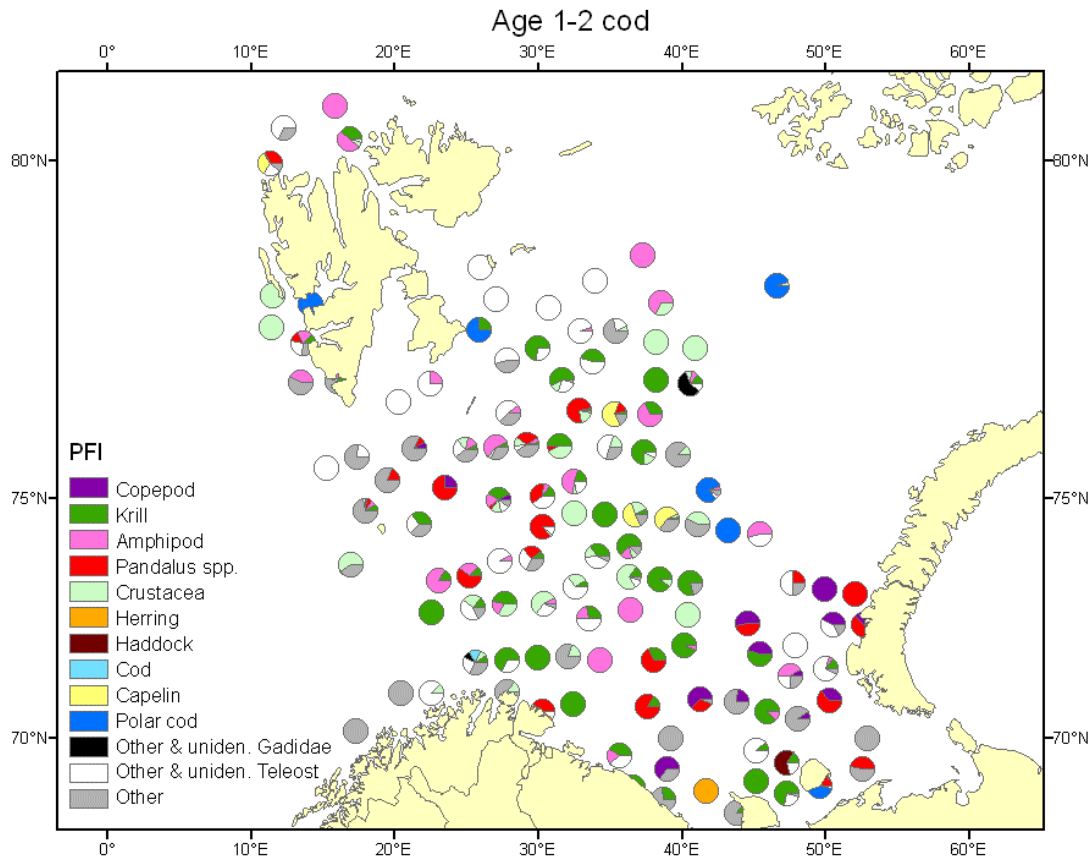 Age 1-2 cod
0° 10°E 20°E 30°E 40°E 50°E 60°E
80°N 80°N
PFI
Copepod
75°N 75°N
Krill
Amphipod
Pandalus spp.
Crustacea
Herring
Haddock
Cod
Capelin
Polar cod
70°N 70°N
Other & uniden. Gadidae
Other & uniden. Teleost
Other
0° 10°E 20°E 30°E 40°E 50°E 60°E